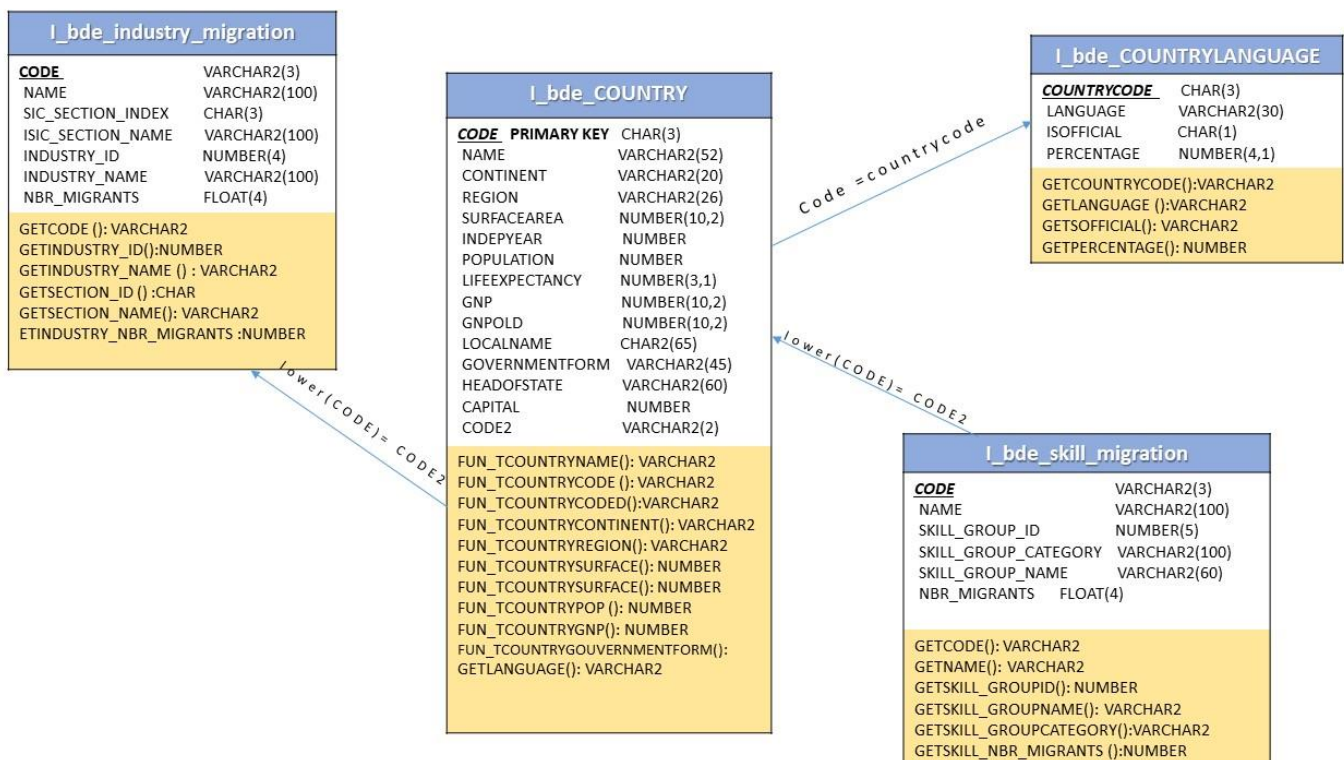 I_bde_industry_migration
CODE VARCHAR2(3)
NAME VARCHAR2(100)
SIC_SECTION_INDEX CHAR(3)
ISIC_SECTION_NAME VARCHAR2(100)
INDUSTRY_ID NUMBER(4)
INDUSTRY_NAME VARCHAR2(100)
NBR_MIGRANTS FLOAT(4)
GETCODE (): VARCHAR2
GETINDUSTRY_ID():NUMBER
GETINDUSTRY_NAME () : VARCHAR2
GETSECTION_ID () :CHAR
GETSECTION_NAME(): VARCHAR2
ETINDUSTRY_NBR_MIGRANTS :NUMBER
lower(CODE)= CODE2
I_bde_COUNTRY
CODE PRIMARY KEY CHAR(3)
NAME VARCHAR2(52)
CONTINENT VARCHAR2(20)
REGION VARCHAR2(26)
SURFACEAREA NUMBER(10,2)
INDEPYEAR NUMBER
POPULATION NUMBER
LIFEEXPECTANCY NUMBER(3,1)
GNP NUMBER(10,2)
GNPOLD NUMBER(10,2)
LOCALNAME CHAR2(65)
GOVERNMENTFORM VARCHAR2(45)
HEADOFSTATE VARCHAR2(60)
CAPITAL NUMBER
CODE2 VARCHAR2(2)
FUN_TCOUNTRYNAME(): VARCHAR2
FUN_TCOUNTRYCODE (): VARCHAR2
FUN_TCOUNTRYCODED():VARCHAR2
FUN_TCOUNTRYCONTINENT(): VARCHAR2
FUN_TCOUNTRYREGION(): VARCHAR2
FUN_TCOUNTRYSURFACE(): NUMBER
FUN_TCOUNTRYSURFACE(): NUMBER
FUN_TCOUNTRYPOP (): NUMBER
FUN_TCOUNTRYGNP(): NUMBER
FUN_TCOUNTRYGOUVERNMENTFORM():
GETLANGUAGE(): VARCHAR2
Code =countrycode
I_bde_COUNTRYLANGUAGE
COUNTRYCODE CHAR(3)
LANGUAGE VARCHAR2(30)
ISOFFICIAL CHAR(1)
PERCENTAGE NUMBER(4,1)
GETCOUNTRYCODE():VARCHAR2
GETLANGUAGE ():VARCHAR2
GETSOFFICIAL(): VARCHAR2
GETPERCENTAGE(): NUMBER
lower(CODE)= CODE2
I_bde_skill_migration
CODE VARCHAR2(3)
NAME VARCHAR2(100)
SKILL_GROUP_ID NUMBER(5)
SKILL_GROUP_CATEGORY VARCHAR2(100)
SKILL_GROUP_NAME VARCHAR2(60)
NBR_MIGRANTS FLOAT(4)
GETCODE(): VARCHAR2
GETNAME(): VARCHAR2
GETSKILL_GROUPID(): NUMBER
GETSKILL_GROUPNAME(): VARCHAR2
GETSKILL_GROUPCATEGORY():VARCHAR2
GETSKILL_NBR_MIGRANTS ():NUMBER